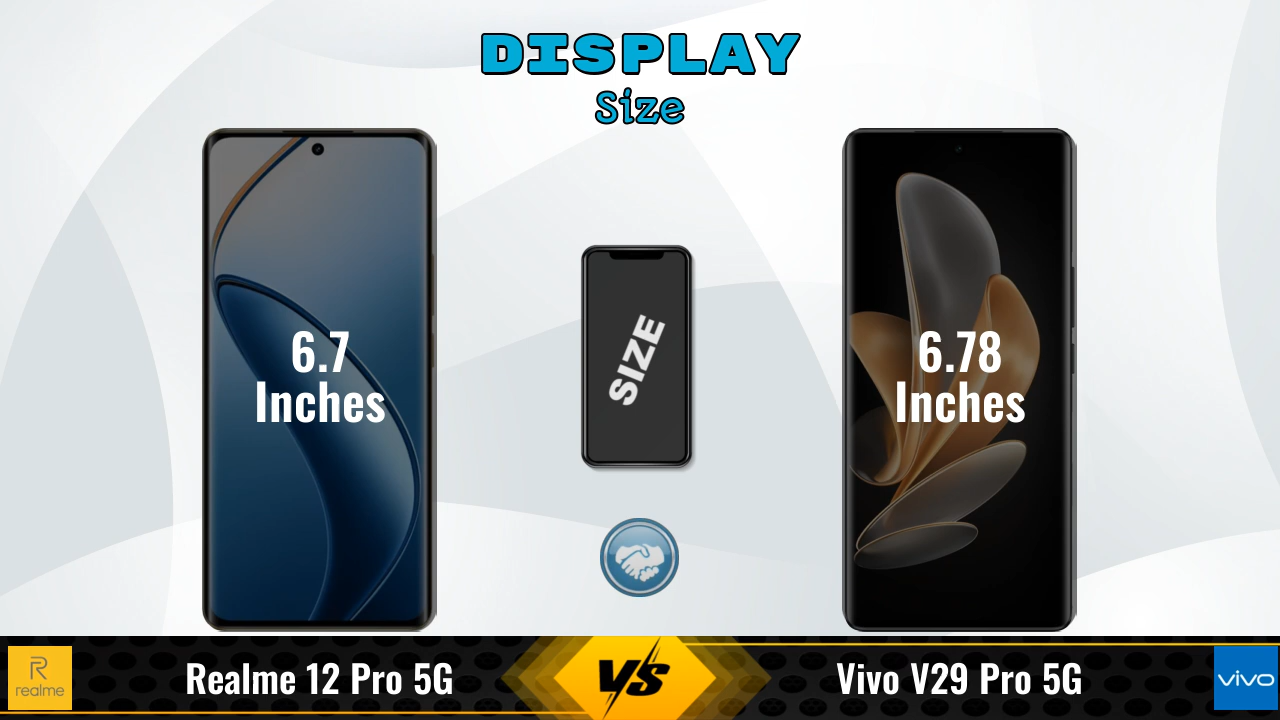 DISPLAY
Size
6.7
Inches
SIZE
6.78
Inches
R
realme
Realme 12 Pro 5G
VS
Vivo V29 Pro 5G
vivo